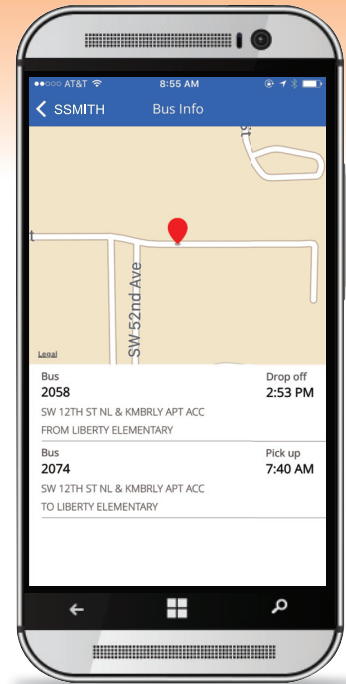 AT&T 8:55 AM
SSMITH Bus Info
st
t
SW 52nd Ave
Legal
Bus Drop off
2058 2:53 PM
SW 12TH ST NL & KMBRLY APT ACC
FROM LIBERTY ELEMENTARY
Bus Pick up
2074 7:40 AM
SW 12TH ST NL & KMBRLY APT ACC
TO LIBERTY ELEMENTARY